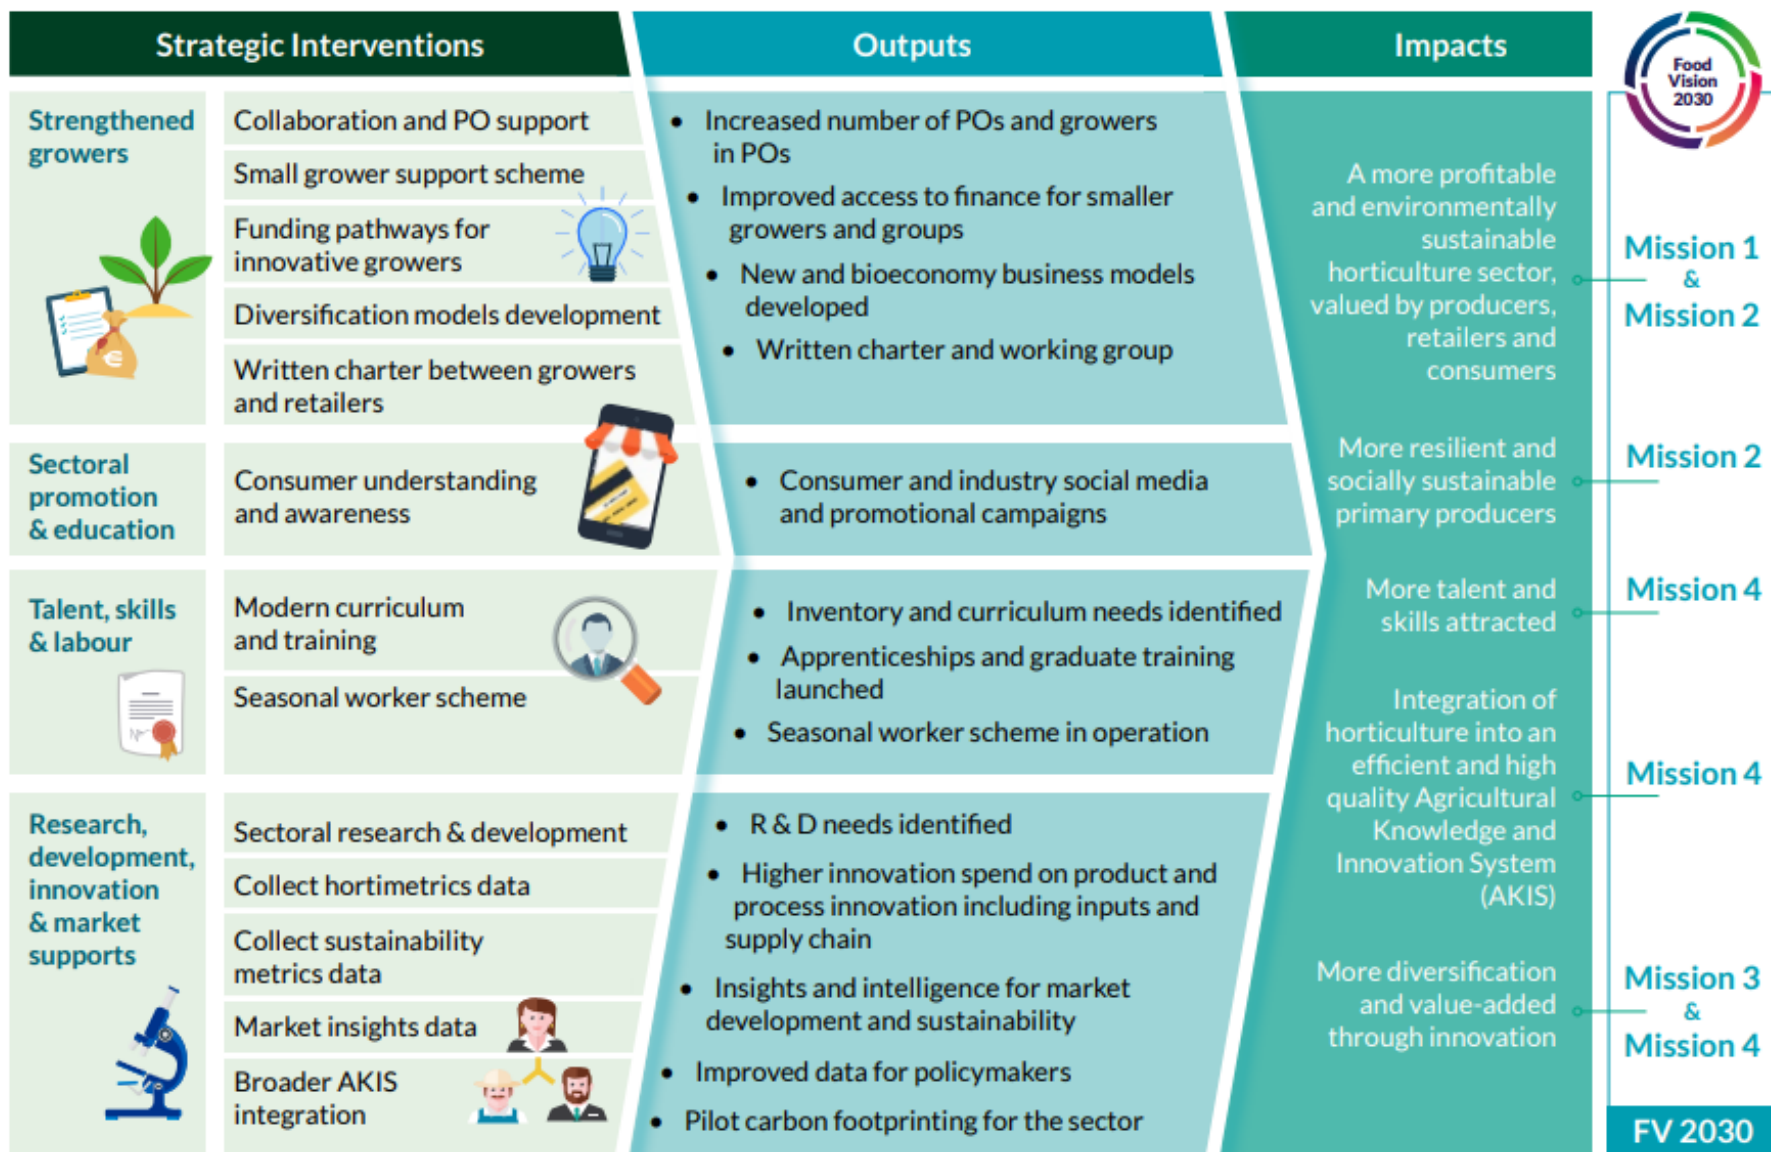 Strategic Interventions
Outputs
Impacts
Food
Vision
2030
Strengthened
growers
Collaboration and PO support
Small grower support scheme
Funding pathways for
innovative growers
Diversification models development
Written charter between growers
and retailers
• Increased number of POs and growers
in POs
• Improved access to finance for smaller
growers and groups
• New and bioeconomy business models
developed
• Written charter and working group
A more profitable
and environmentally
sustainable
horticulture sector,
valued by producers,
retailers and
consumers
Mission 1
&
Mission 2
Sectoral
promotion
& education
Consumer understanding
and awareness
• Consumer and industry social media
and promotional campaigns
More resilient and
socially sustainable
primary producers
Mission 2
Talent, skills
& labour
Modern curriculum
and training
Seasonal worker scheme
• Inventory and curriculum needs identified
• Apprenticeships and graduate training
launched
• Seasonal worker scheme in operation
More talent and
skills attracted
Mission 4
Integration of
horticulture into an
efficient and high
quality Agricultural
Knowledge and
Innovation System
(AKIS)
Mission 4
Research,
development,
innovation
& market
supports
Sectoral research & development
Collect hortimetrics data
Collect sustainability
metrics data
Market insights data
Broader AKIS
integration
• R & D needs identified
• Higher innovation spend on product and
process innovation including inputs and
supply chain
• Insights and intelligence for market
development and sustainability
• Improved data for policymakers
• Pilot carbon footprinting for the sector
More diversification
and value-added
through innovation
Mission 3
&
Mission 4
FV 2030